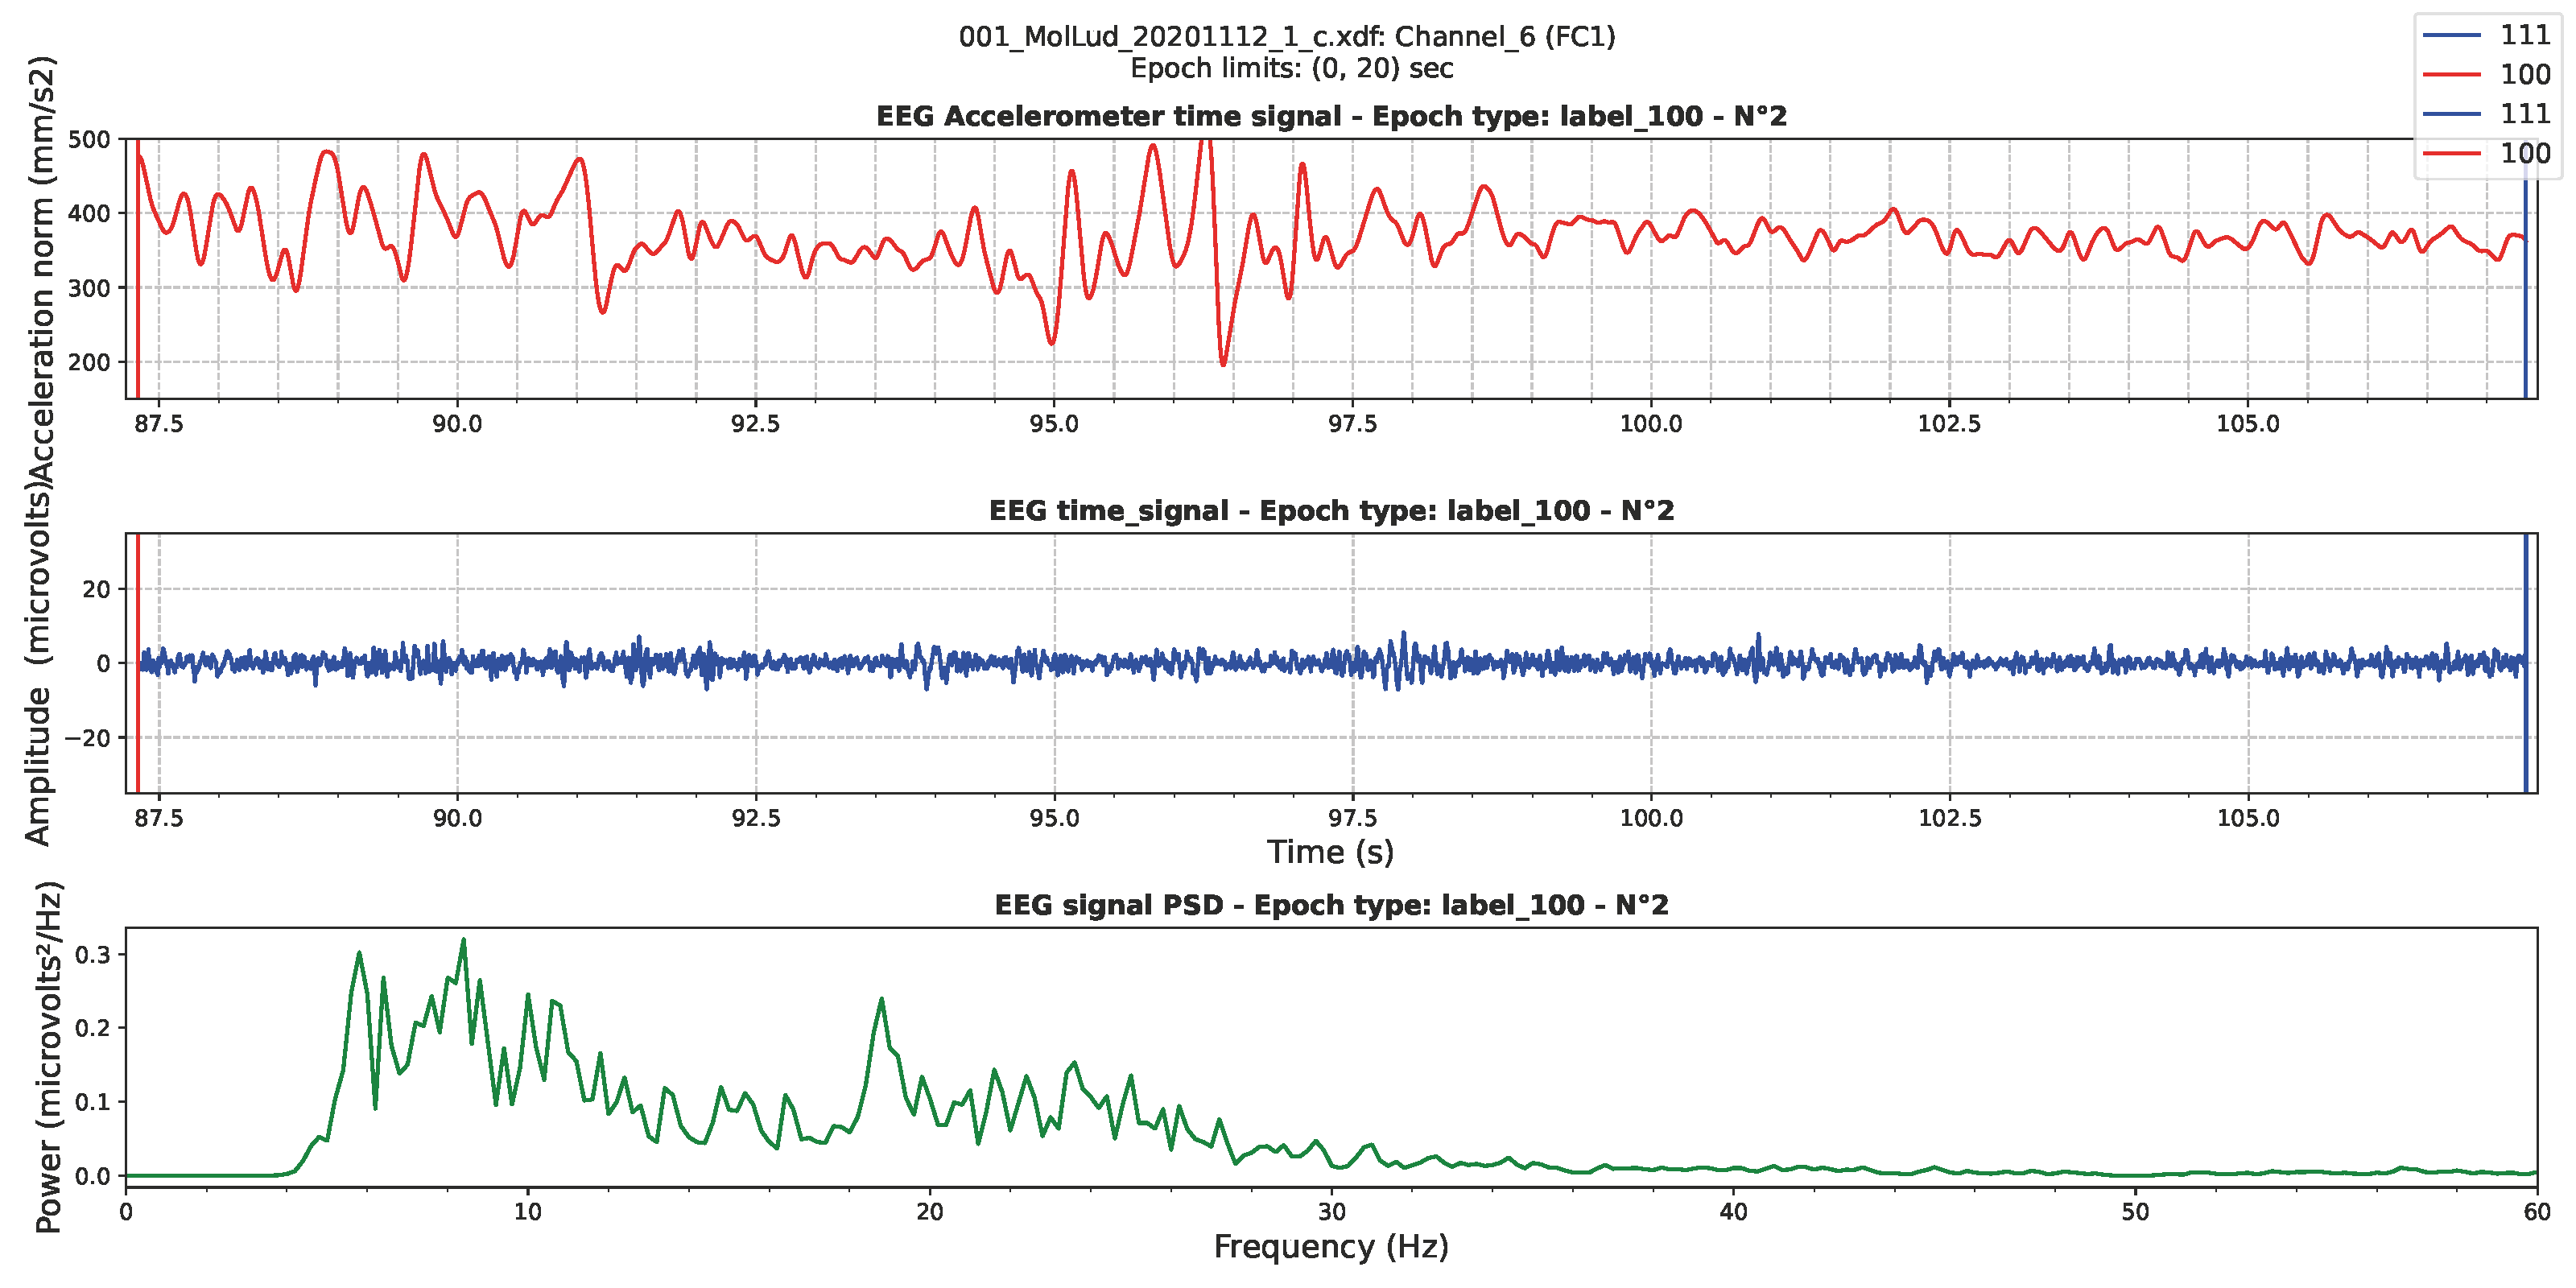 001_MolLud_20201112_1_c.xdf: Channel_6 (FC1)
Epoch limits: (0, 20) sec
111
100
111
100
EEG Accelerometer time signal - Epoch type: label_100 - N°2
Acceleration norm (mm/s2)
500
400
300
200
87.5 90.0 92.5 95.0 97.5 100.0 102.5 105.0
EEG time_signal - Epoch type: label_100 - N°2
Amplitude (microvolts)
20
0
−20
87.5 90.0 92.5 95.0 97.5 100.0 102.5 105.0
Time (s)
EEG signal PSD - Epoch type: label_100 - N°2
Power (microvolts²/Hz)
0.3
0.2
0.1
0.0
0 10 20 30 40 50 60
Frequency (Hz)